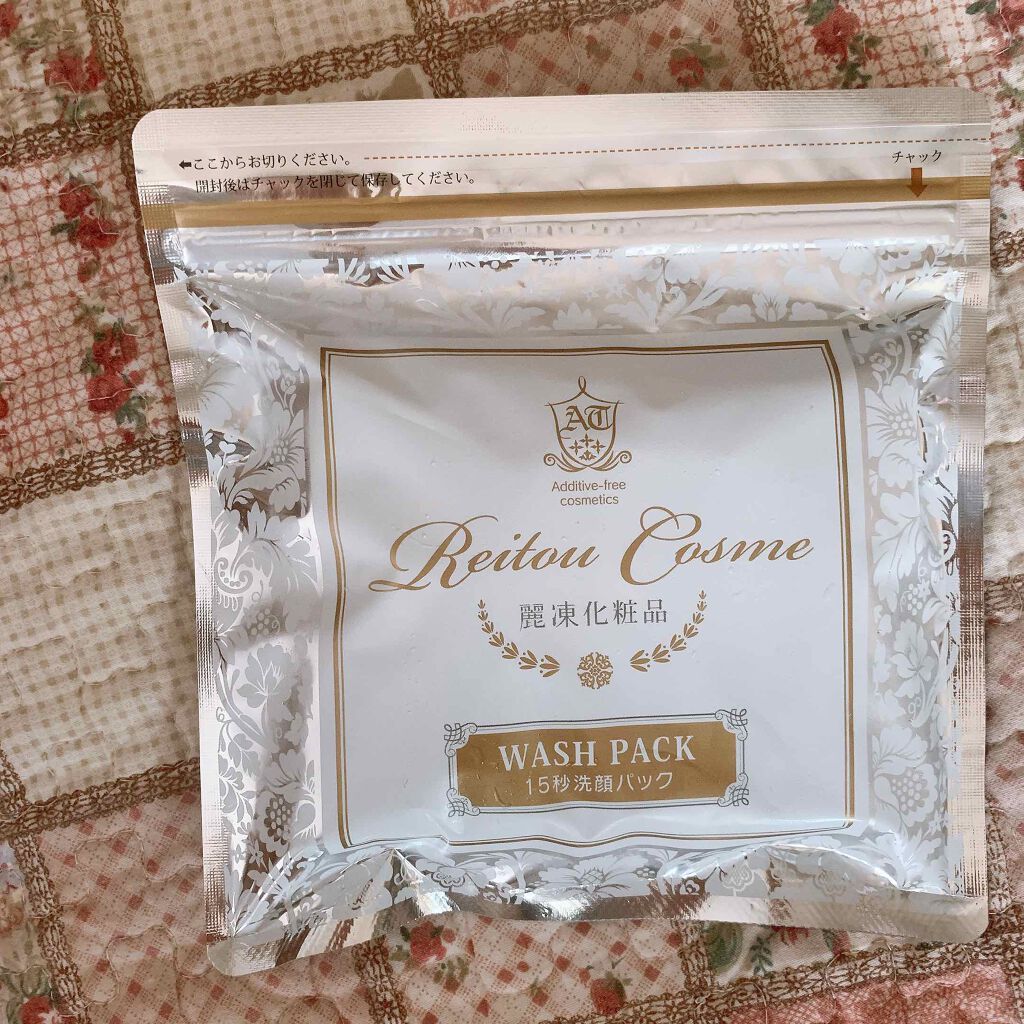 ⬅ここからお切りください。
チャック
開封後はチャックを閉じて保存してください。
AT
Additive-free
cosmetics
Reitou Cosme
麗凍化粧品
WASH PACK
15秒洗顔パック